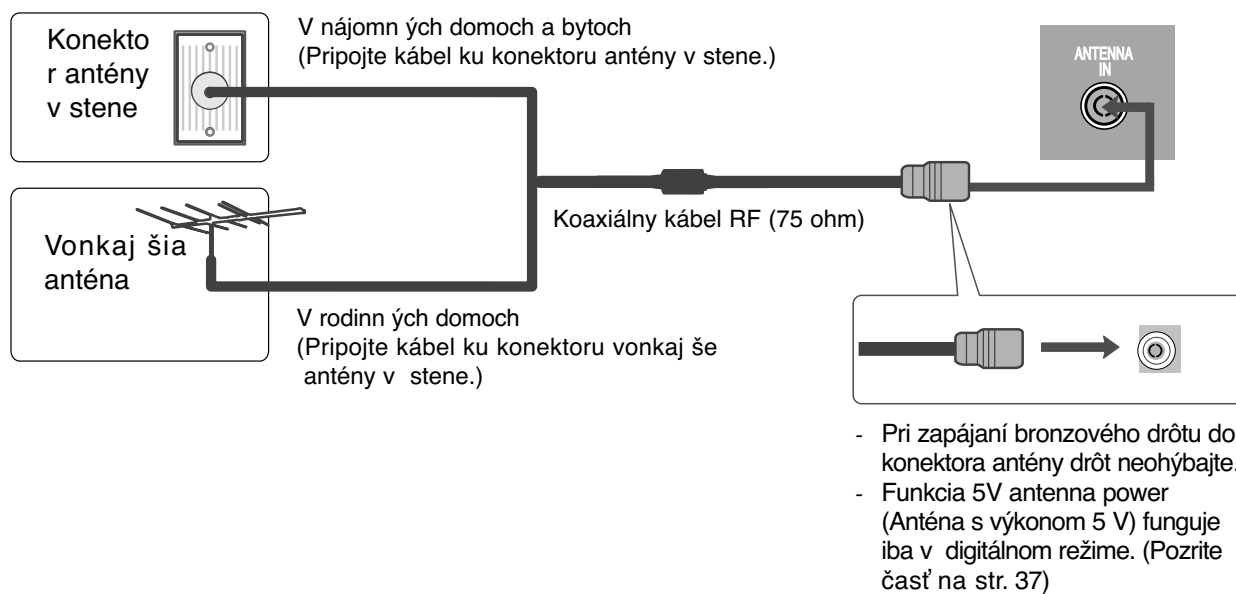 Konekto
r antény
v stene
V nájomn ých domoch a bytoch
(Pripojte kábel ku konektoru antény v stene.)
ANTENNA
IN
Koaxiálny kábel RF (75 ohm)
Vonkaj šia
anténa
V rodinn ých domoch
(Pripojte kábel ku konektoru vonkaj še
antény v stene.)
- Pri zapájaní bronzového drôtu do
konektora antény drôt neohýbajte.
- Funkcia 5V antenna power
(Anténa s výkonom 5 V) funguje
iba v digitálnom režime. (Pozrite
časť na str. 37)